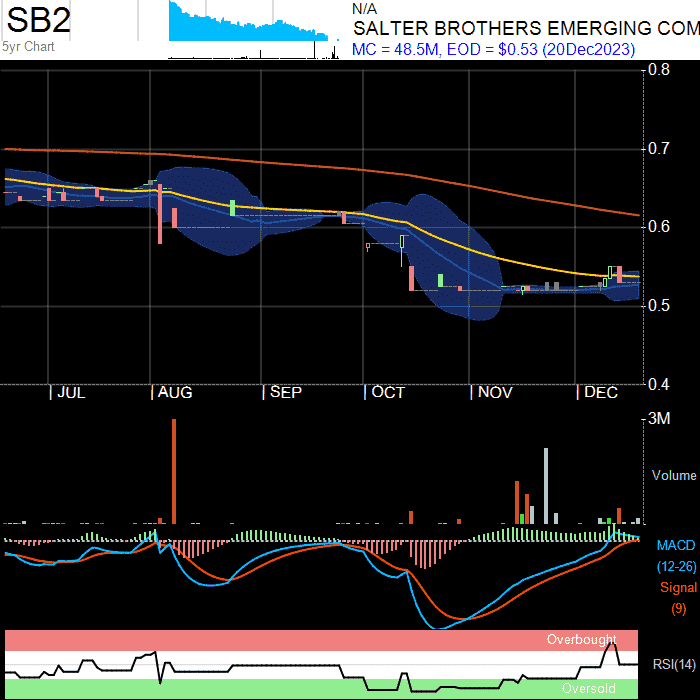 SB2
5yr Chart
N/A
SALTER BROTHERS EMERGING COM
MC = 48.5M, EOD = $0.53 (20Dec2023)
0.8
0.7
0.6
0.5
0.4
| JUL | AUG | SEP | OCT | NOV | DEC
3M
Volume
MACD
(12-26)
Signal
(9)
Overbought
RSI(14)
Oversold